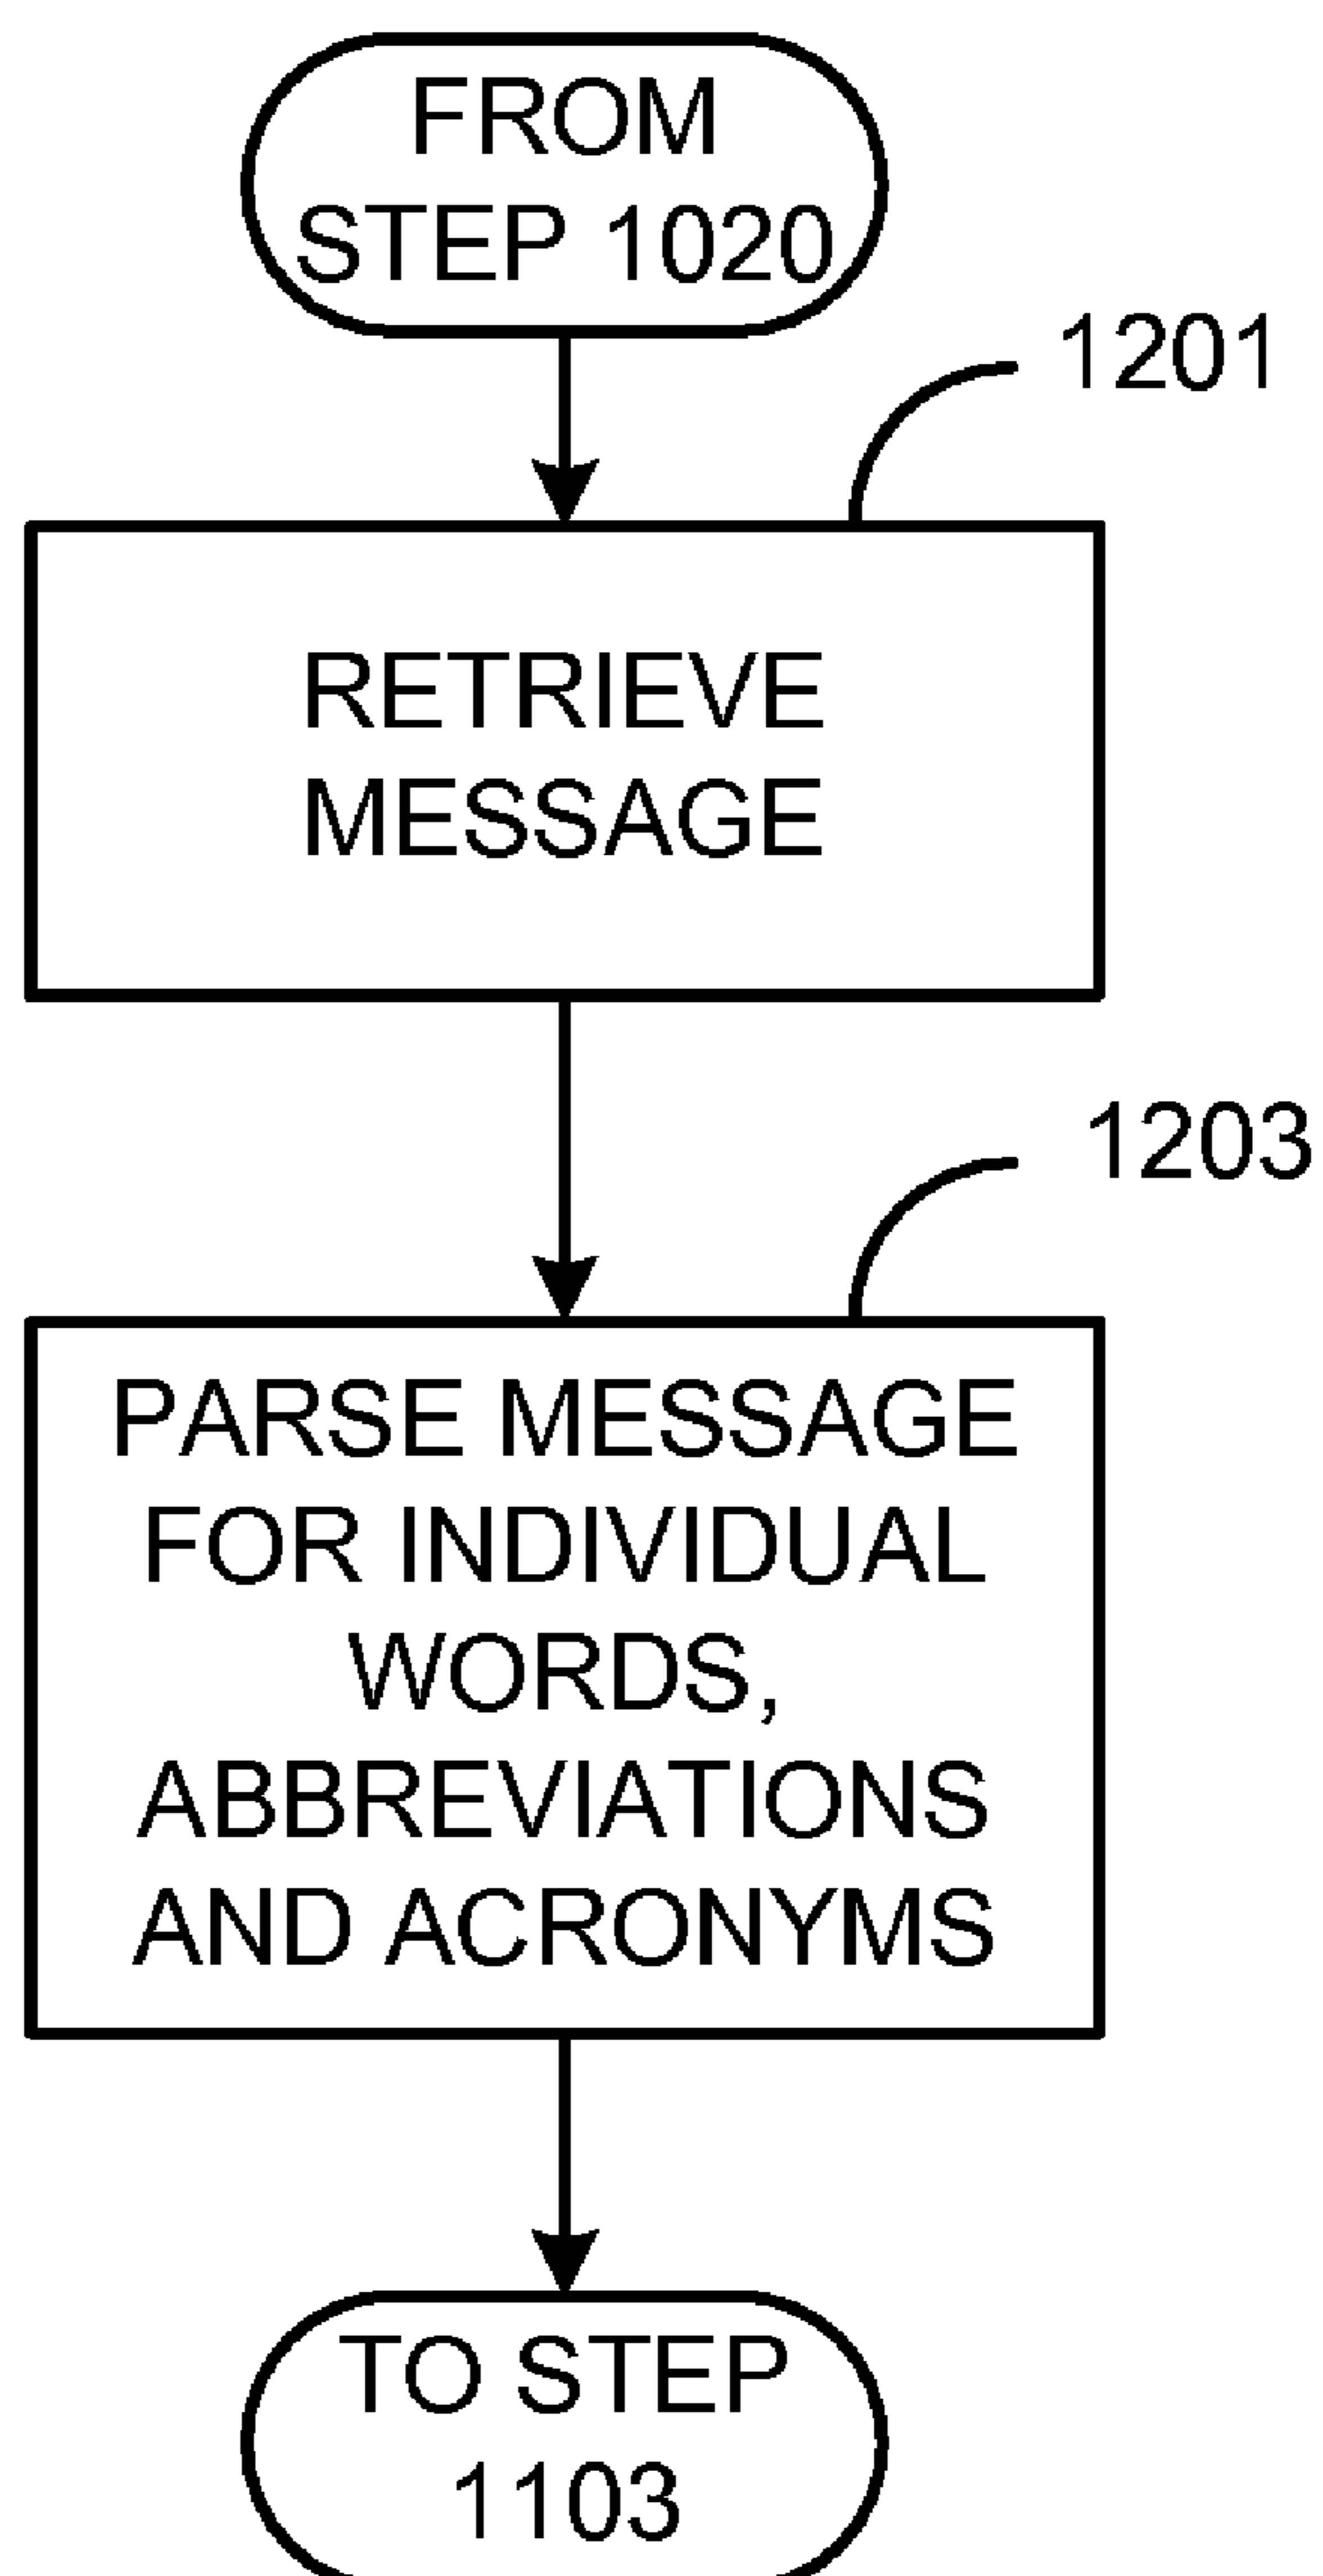 FROM
STEP 1020
1201
RETRIEVE
MESSAGE
1203
PARSE MESSAGE
FOR INDIVIDUAL
WORDS,
ABBREVIATIONS
AND ACRONYMS
TO STEP
1103